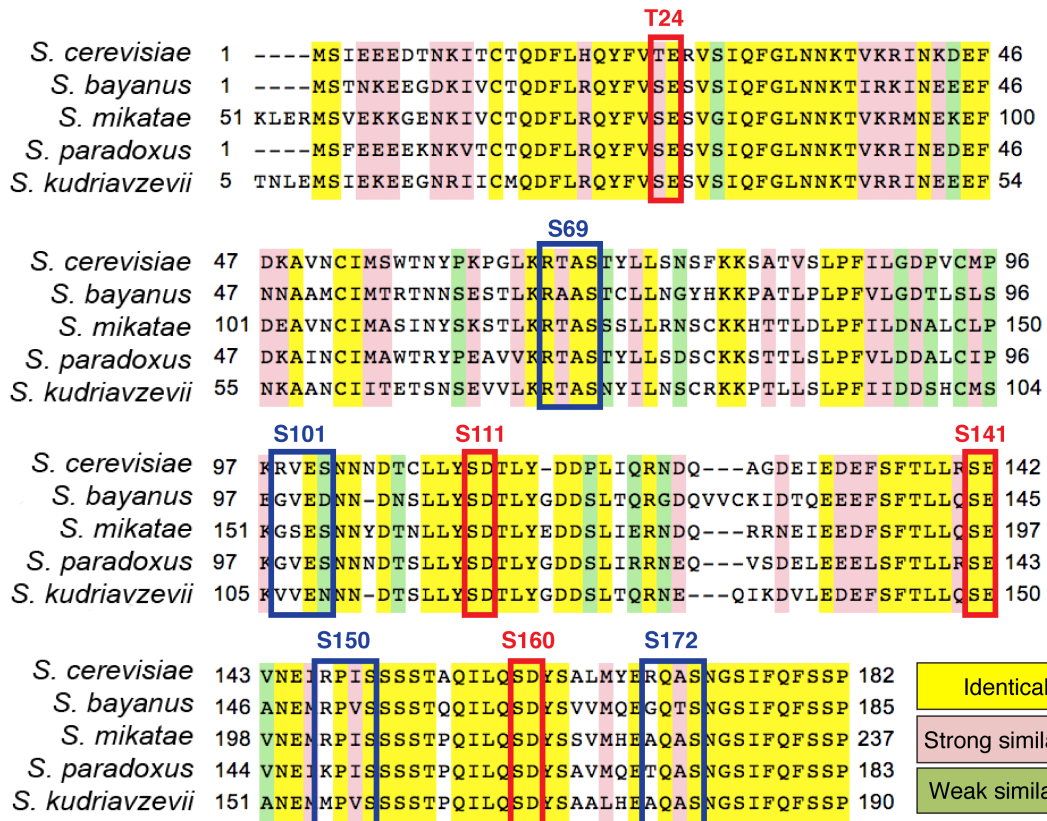 T24
S. cerevisiae 1 ----MSIEEEDTNKITCTQDFLHQYFVTERVSIQFGLNNKTVKRINKDEF 46
S. bayanus 1 ----MSTNKEEGDKIVCTQDFLRQYFVSESVSIQFGLNNKTIRKINEEEF 46
S. mikatae 51 KLERMSVEKKGENKIVCTQDFLRQYFVSESVGIQFGLNNKTVKRMNEKEF 100
S. paradoxus 1 ----MSFEEEEKNKVTCTQDFLRQYFVSESVSIQFGLNNKTVKRINEDEF 46
S. kudriavzevii 5 TNLEMSIEKEEGNRIICMQDFLRQYFVSESVSIQFGLNNKTVRRINEEEF 54
S69
S. cerevisiae 47 DKAVNCIMSWTNYPKPGLKRTASTYLLSNSFKKSATVSLPFILGDPVCMP 96
S. bayanus 47 NNAAMCIMTRTNNSESTLKRAASTCLLNGYHKKPATLPLPFVLGDTLSLS 96
S. mikatae 101 DEAVNCIMASINYSKSTLKRTASSSLLRNSCKKHTTLDLPFILDNALCLP 150
S. paradoxus 47 DKAINCIMAWTRYPEAVVKRTASTYLLSDSCKKSTTLSLPFVLDDALCIP 96
S. kudriavzevii 55 NKAANCIITETSNSEVVLKRTASNYILNSCRKKPTLLSLPFIIDDSHCMS 104
S101 S111 S141
S. cerevisiae 97 KRVESNNNDTCLLYSDTLY-DDPLIQRNDQ---AGDEIEDEFSFTLLRSE 142
S. bayanus 97 EGVEDNN-DNSLLYSDTLYGDDSLTQRGDQVVCKIDTQEEEFSFTLLQSE 145
S. mikatae 151 KGSESNNYDTNLLYSDTLYEDDSLIERNDQ---RRNEIEEDFSFTLLQSE 197
S. paradoxus 97 KGVESNNNDTSLLYSDTLYGDDSLIRRNEQ---VSDELEEELSFTLLQSE 143
S. kudriavzevii 105 KVVENNN-DTSLLYSDTLYGDDSLTQRNE---QIKDVLEDEFSFTLLQSE 150
S150 S160 S172
S. cerevisiae 143 VNEIRPISSSSTAQILQSDYSALMYERQASNGSIFQFSSP 182
S. bayanus 146 ANEMRPVSSSSTQQILQSDYSVVMQEGQTSNGSIFQFSSP 185
S. mikatae 198 VNEMRPISSSSTPQILQSDYSVVMHEAQASNGSIFQFSSP 237
S. paradoxus 144 VNEIKPISSSSTPQILQSDYSAVMQETQASNGSIFQFSSP 183
S. kudriavzevii 151 ANEMMPVSSSSTPQILQSDYSAALHEAQASNGSIFQFSSP 190
Identical
Strong simila
Weak simila